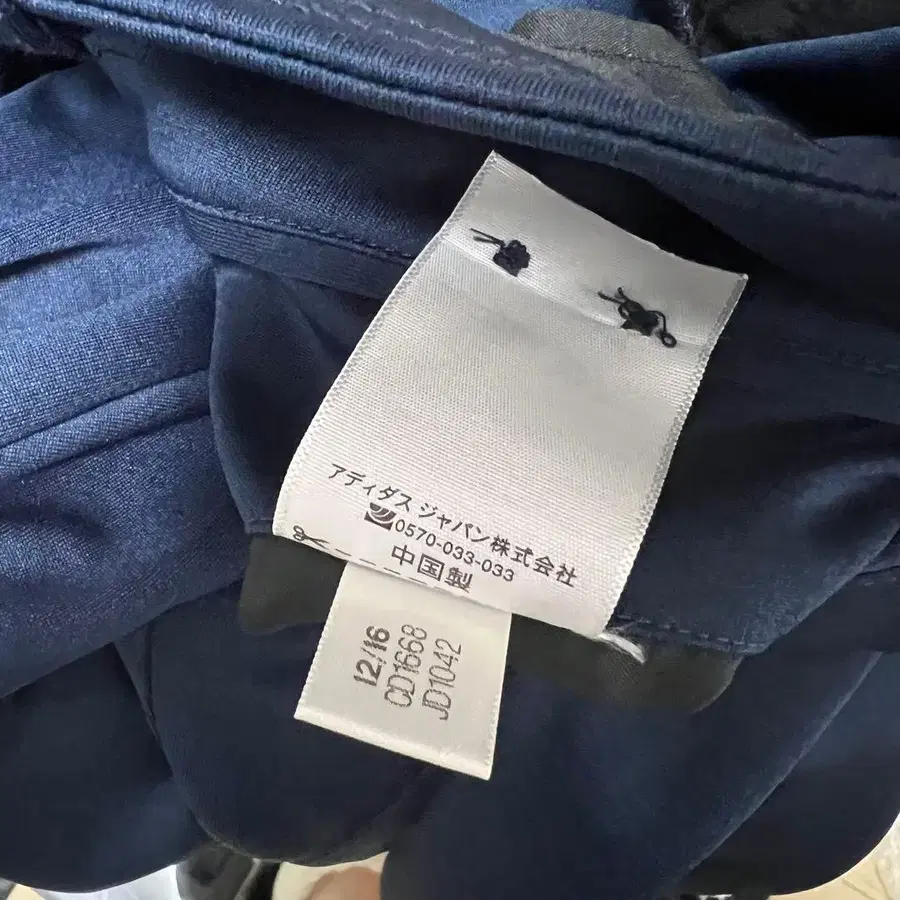 アディダス ジャパン株式会社
0570-033-033
中国製
12/16
CD1668
JD1042